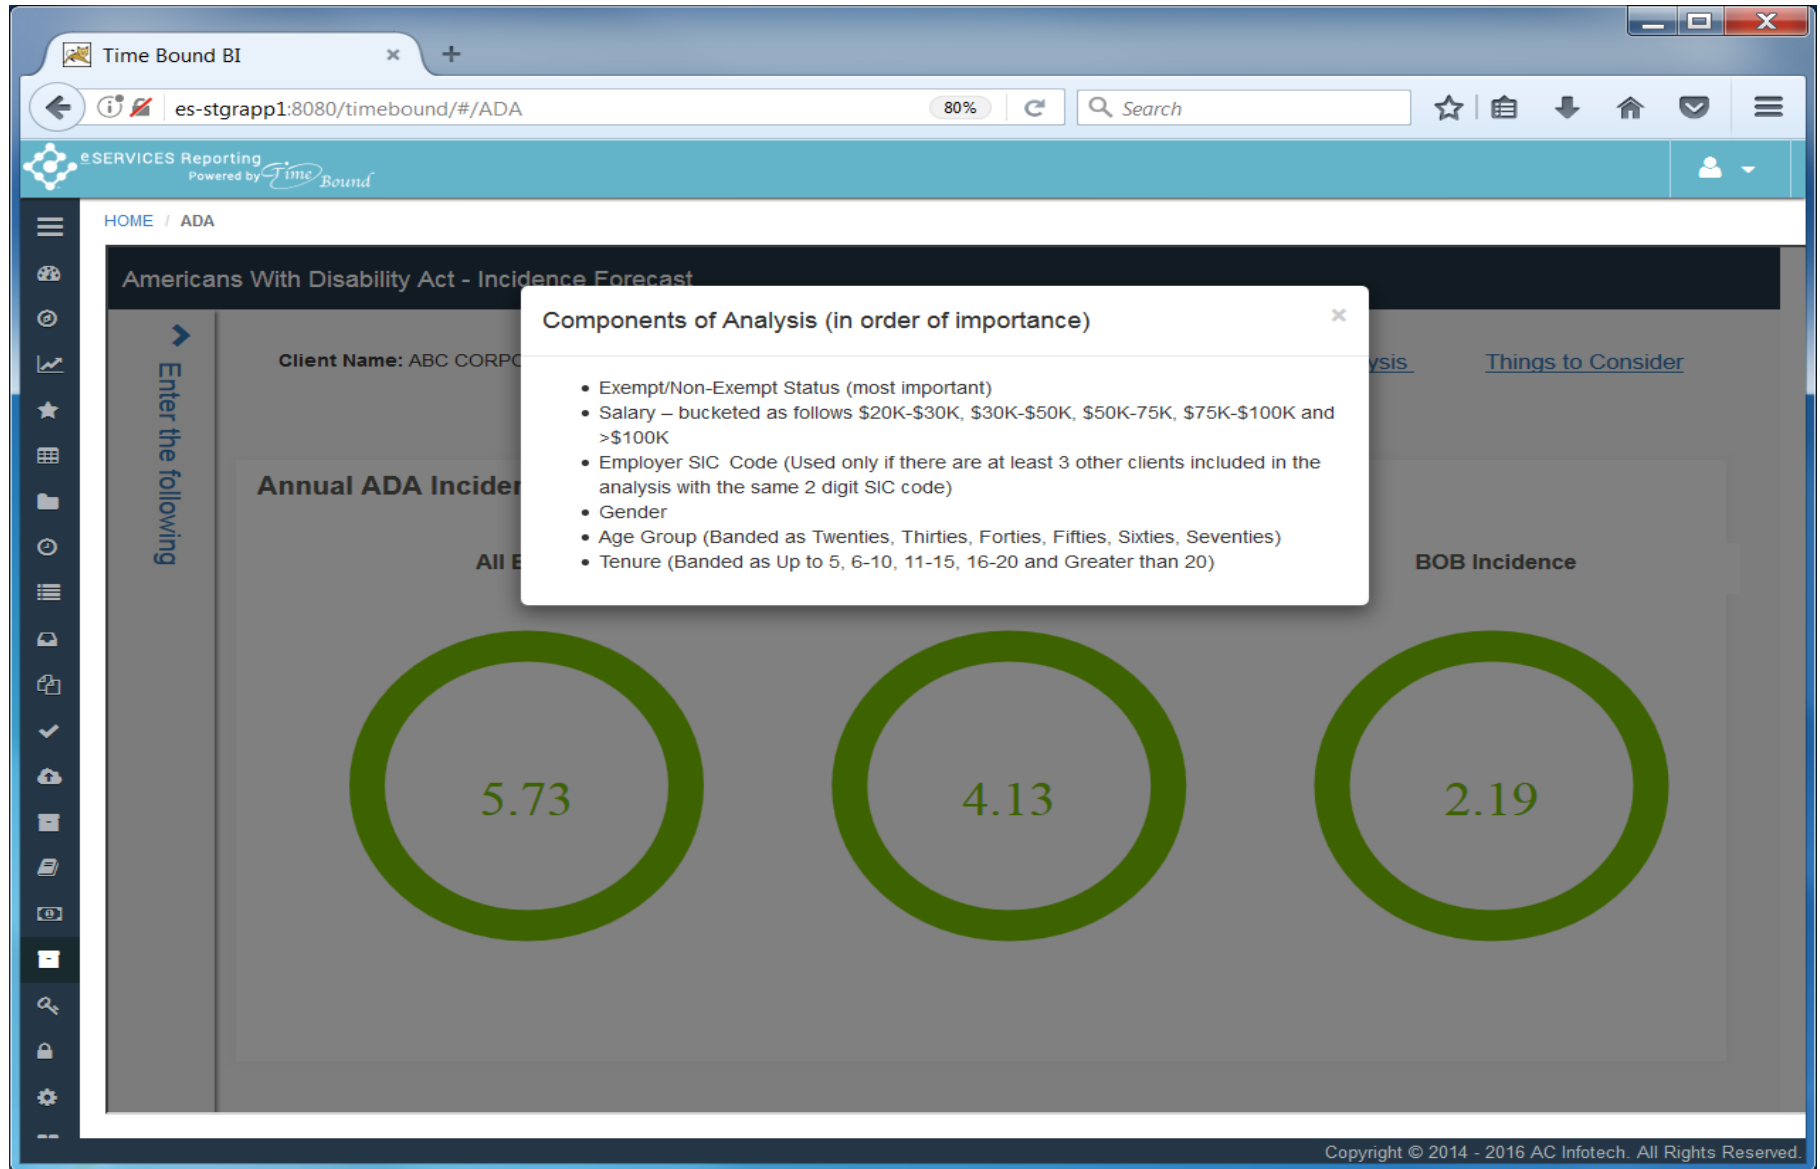 Time Bound BI
es-stgrapp1:8080/timebound/#/ADA
80%
Search
eSERVICES Reporting
Powered by Time Bound
HOME / ADA
Americans With Disability Act - Incidence Forecast
Components of Analysis (in order of importance)
Enter the following
Client Name: ABC
Things to Consider
• Exempt/Non-Exempt Status (most important)
• Salary – bucketed as follows $20K-$30K, $30K-$50K, $50K-75K, $75K-$100K and
>$100K
• Employer SIC Code (Used only if there are at least 3 other clients included in the
analysis with the same 2 digit SIC code)
• Gender
• Age Group (Banded as Twenties, Thirties, Forties, Fifties, Sixties, Seventies)
• Tenure (Banded as Up to 5, 6-10, 11-15, 16-20 and Greater than 20)
Annual ADA
All
BOB Incidence
5.73
4.13
2.19
Copyright © 2014 - 2016 AC Infotech. All Rights Reserved.